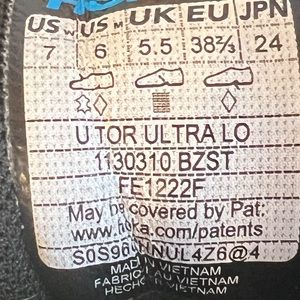 US W US M UK EU JPN
7 6 5.5 38⅔ 24
U TOR ULTRA LO
1130310 BZST
FE1222F
May be covered by Pat:
www.hoka.com/patents
MADE IN VIETNAM
FABRIQUÉ AU VIETNAM
HECHO EN VIETNAM